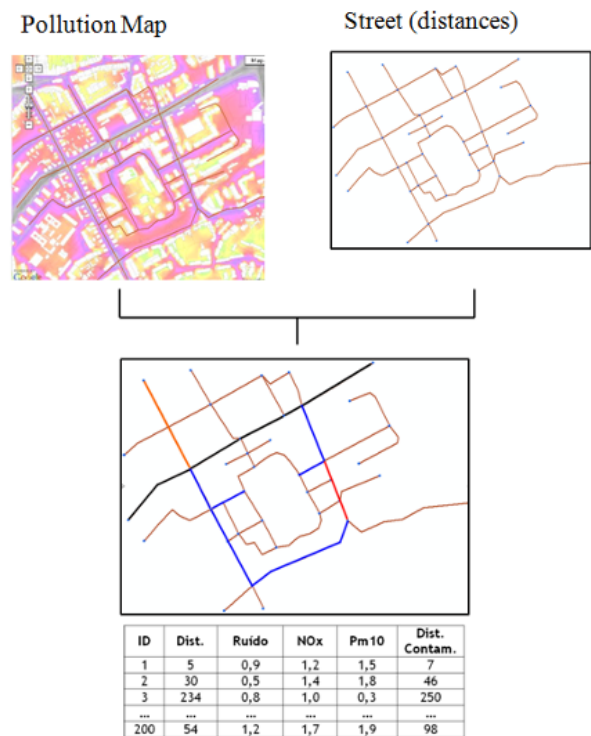 Pollution Map
Street (distances)
Google
ID Dist. Ruído NOx Pm10 Dist. Contam.
1 5 0,9 1,2 1,5 7
2 30 0,5 1,4 1,8 46
3 234 0,8 1,0 0,3 250
... ... ... ... ...
200 54 1,2 1,7 1,9 98